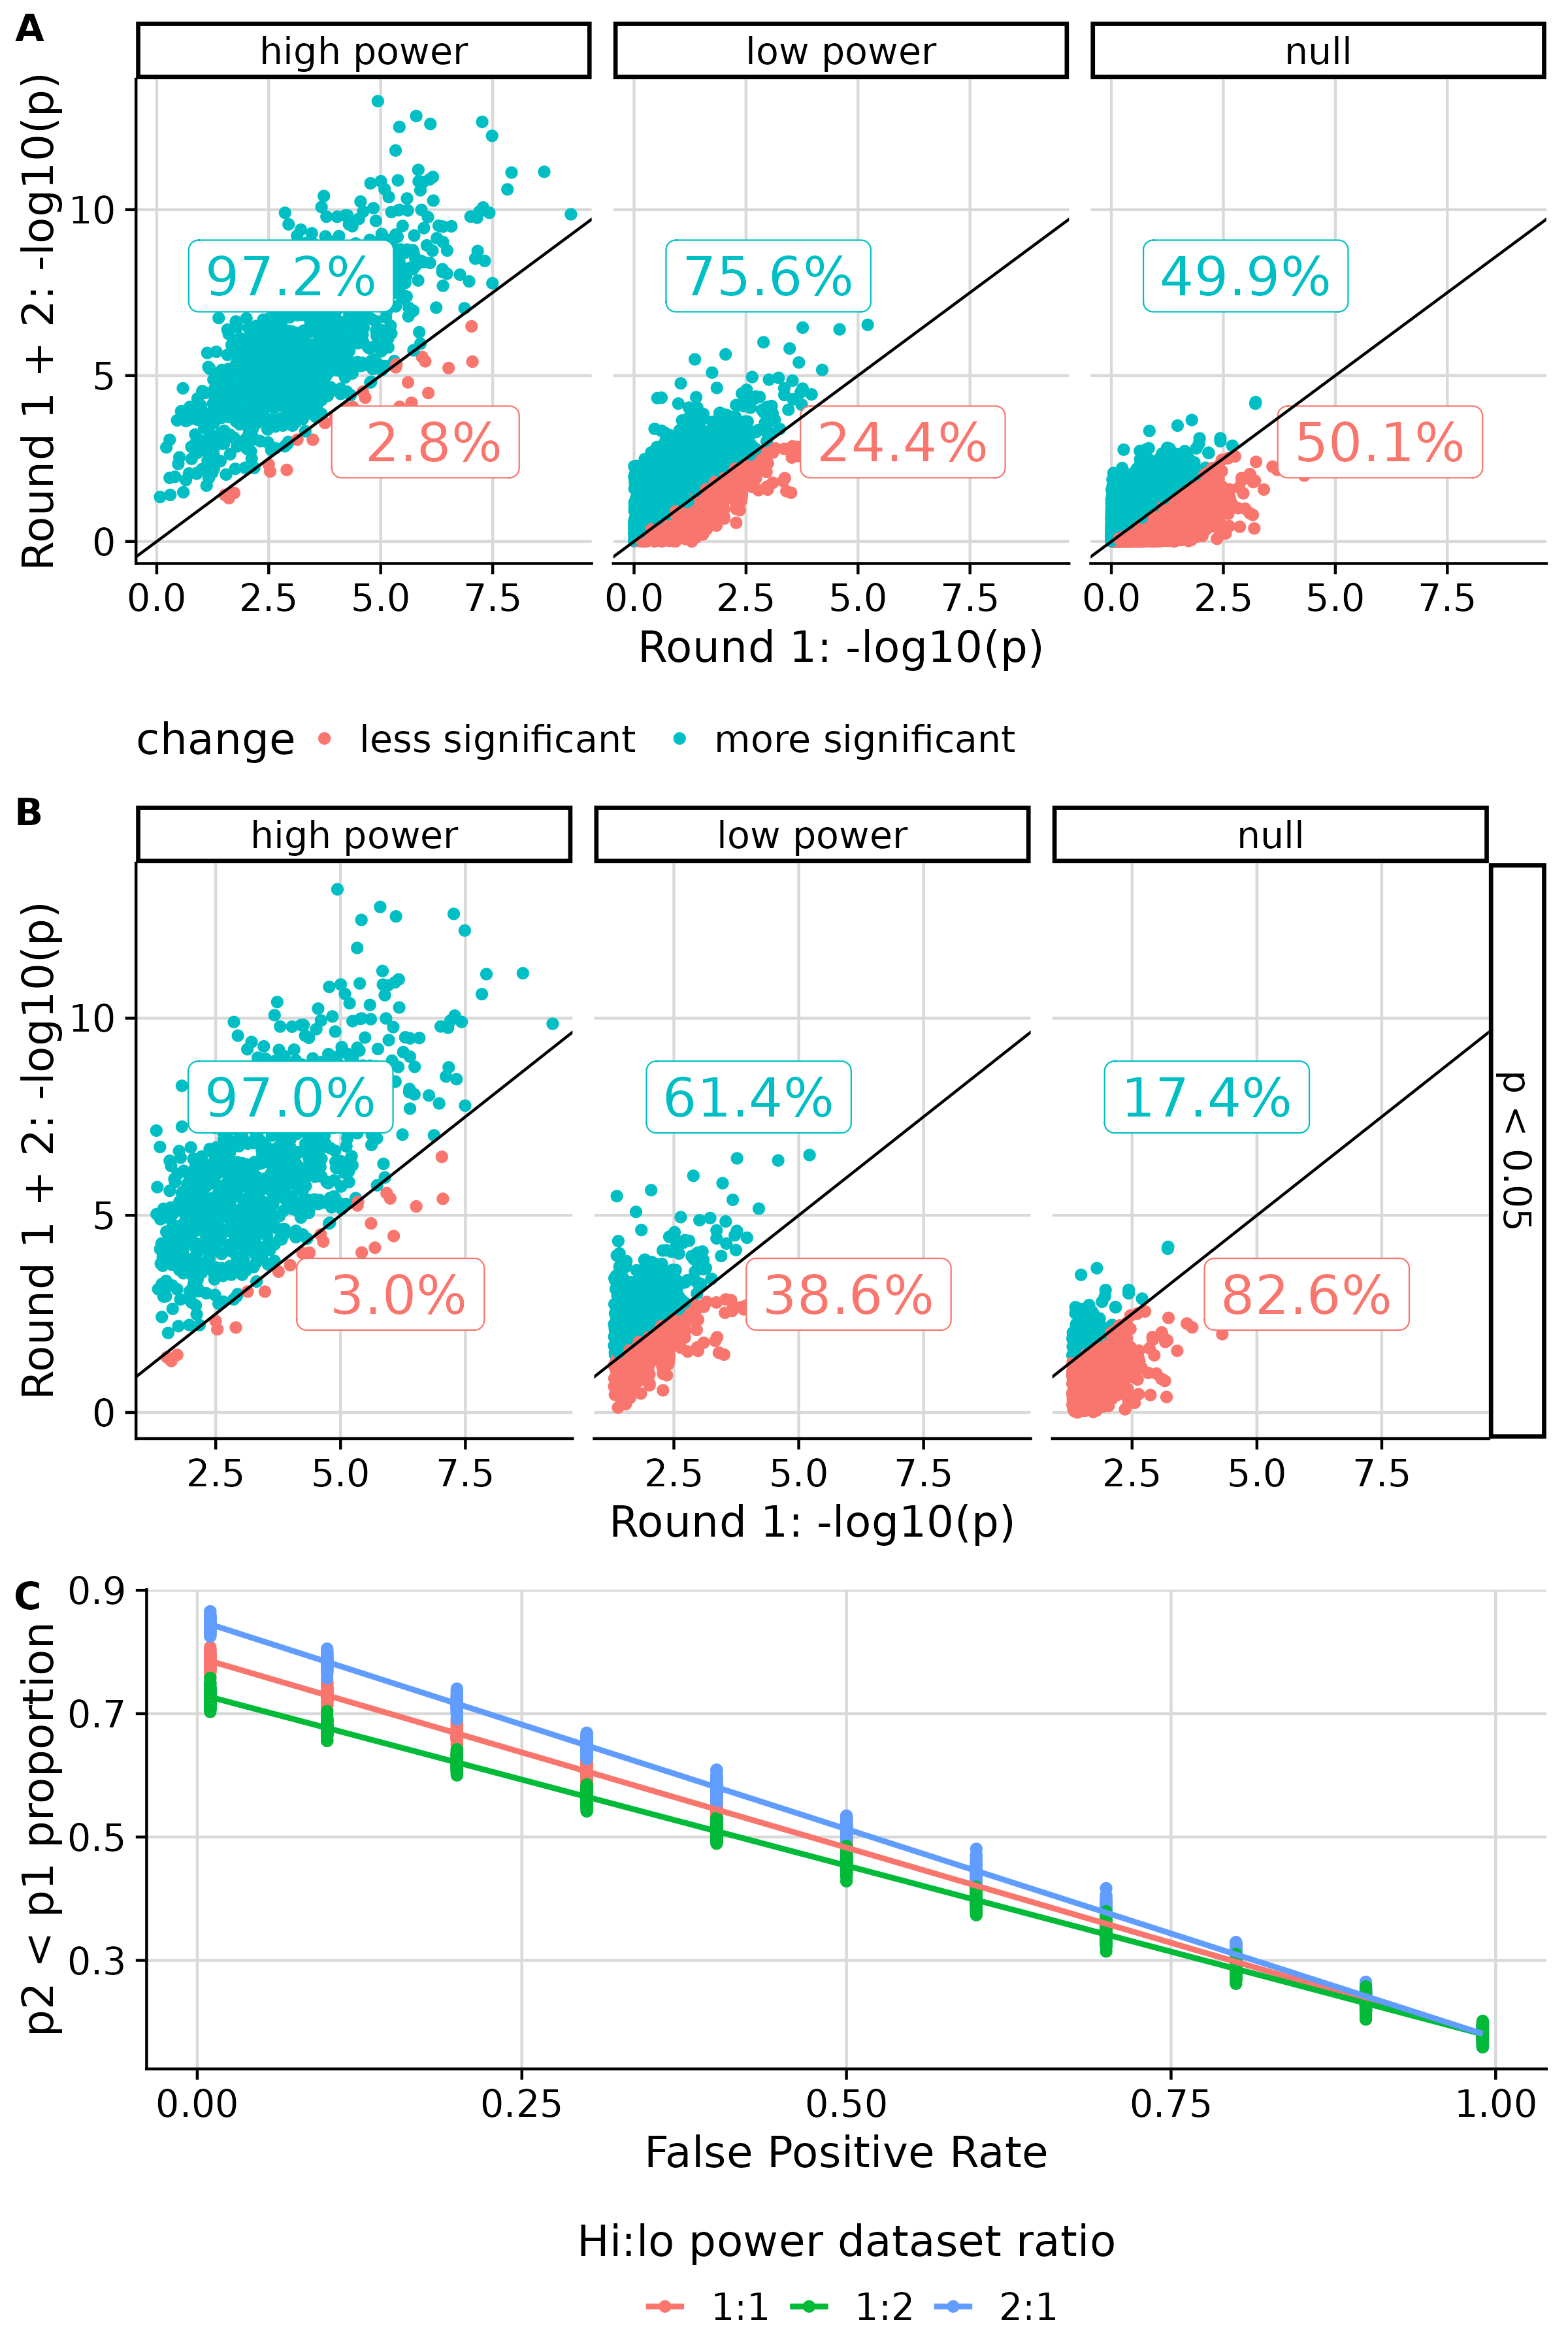 A
high power
low power
null
Round 1 + 2: -log10(p)
10
5
0
97.2%
2.8%
75.6%
24.4%
49.9%
50.1%
0.0 2.5 5.0 7.5
0.0 2.5 5.0 7.5
0.0 2.5 5.0 7.5
Round 1: -log10(p)
change less significant more significant
B
high power
low power
null
Round 1 + 2: -log10(p)
10
5
0
97.0%
3.0%
61.4%
38.6%
17.4%
82.6%
p < 0.05
2.5 5.0 7.5
2.5 5.0 7.5
2.5 5.0 7.5
Round 1: -log10(p)
C
p2 < p1 proportion
0.9
0.7
0.5
0.3
0.00 0.25 0.50 0.75 1.00
False Positive Rate
Hi:lo power dataset ratio
1:1 1:2 2:1